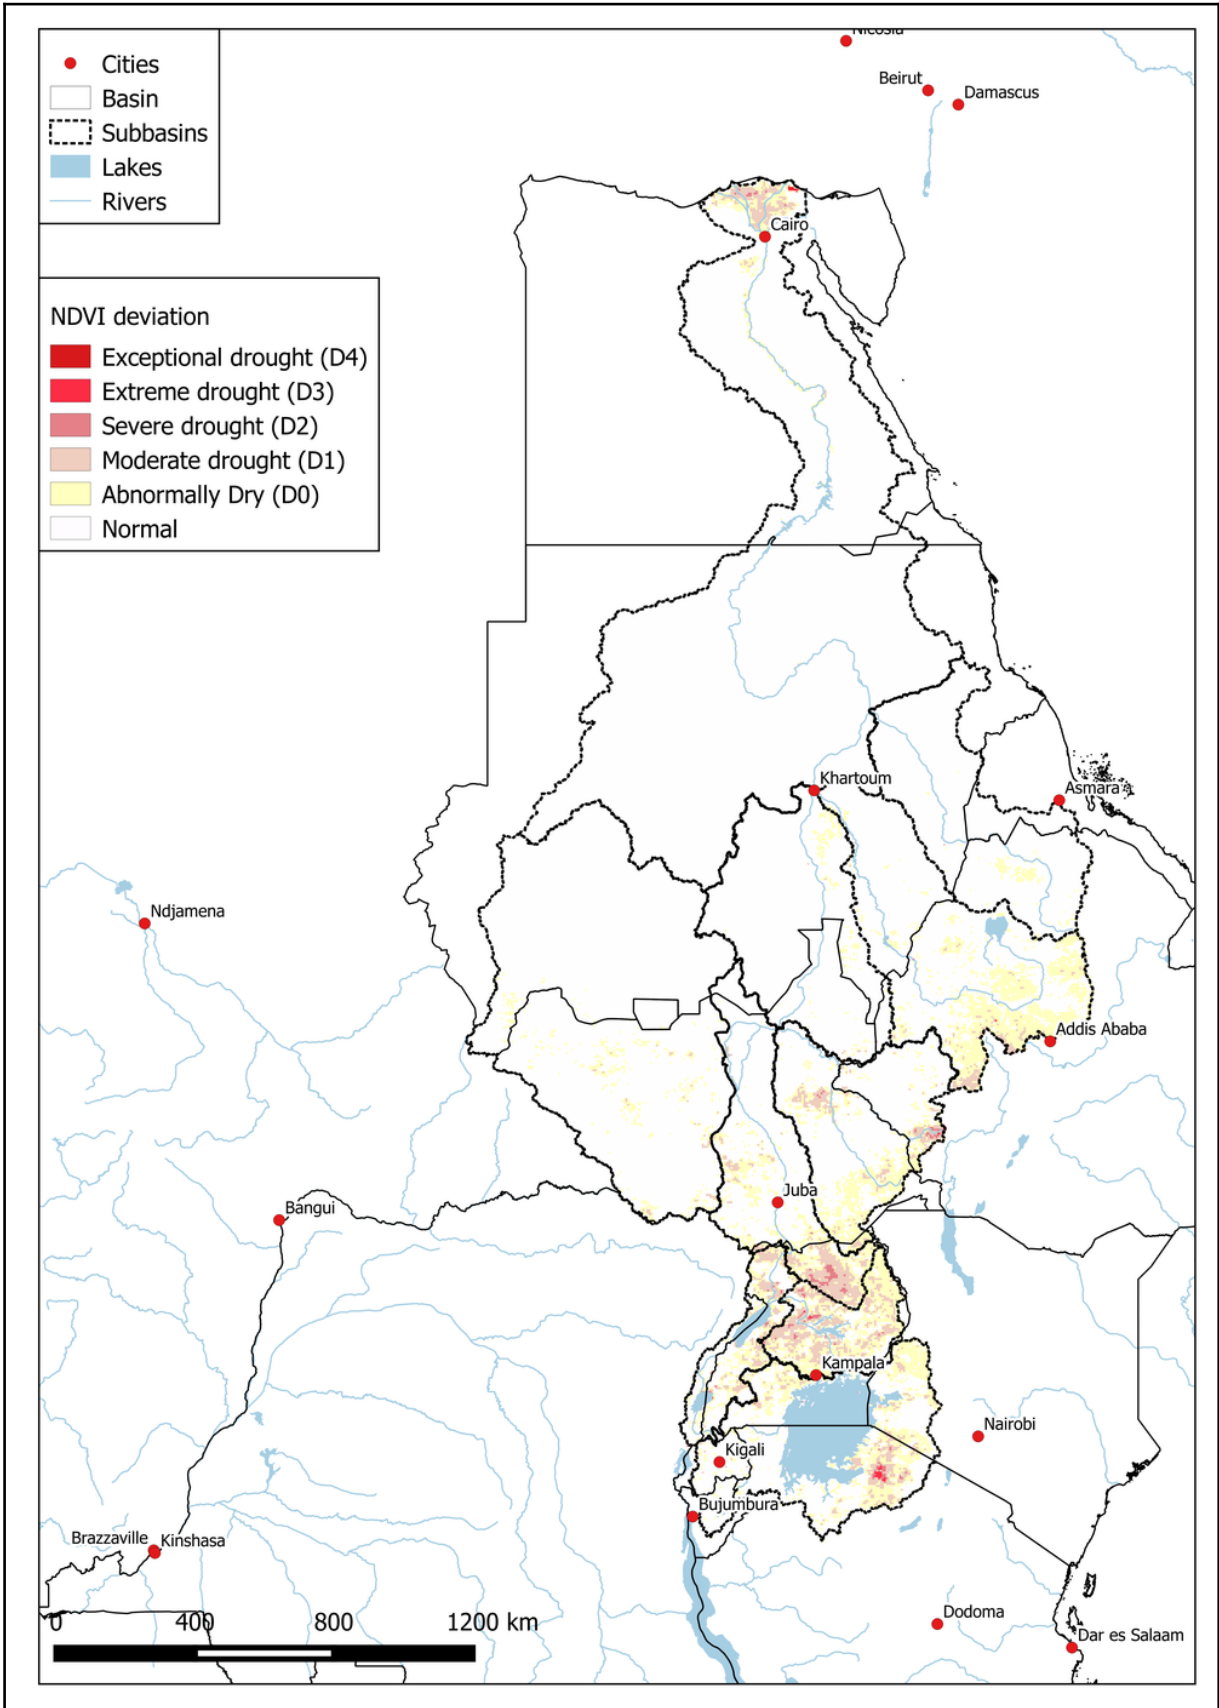 Cities
Basin
Subbasins
Lakes
Rivers
NDVI deviation
Exceptional drought (D4)
Extreme drought (D3)
Severe drought (D2)
Moderate drought (D1)
Abnormally Dry (D0)
Normal
Nicosia
Beirut
Damascus
Cairo
Khartoum
Asmara
Ndjamena
Addis Ababa
Juba
Bangui
Kampala
Nairobi
Kigali
Bujumbura
Brazzaville
Kinshasa
Dodoma
Dar es Salaam
0 400 800 1200 km